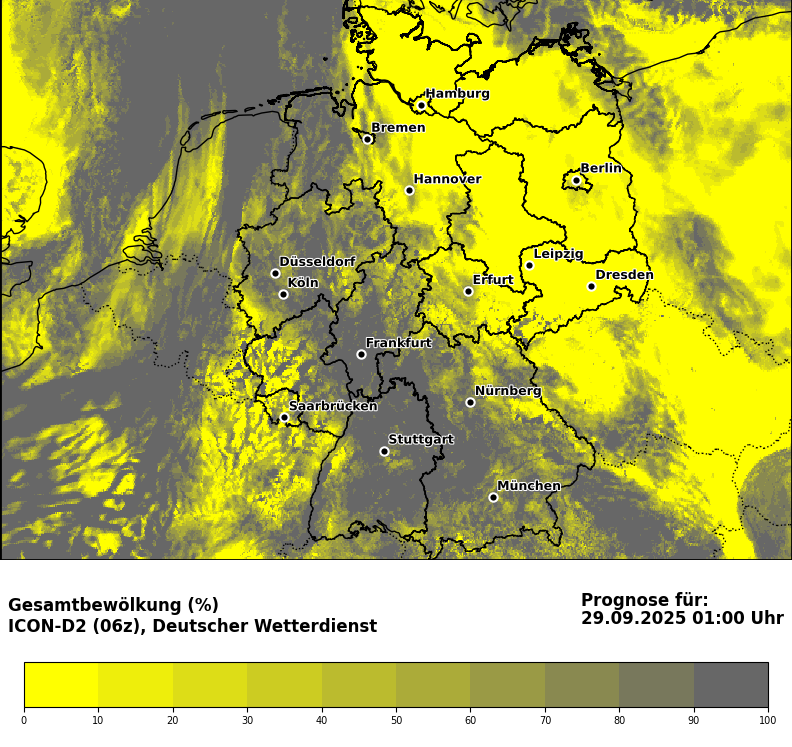 Hamburg
Bremen
Berlin
Hannover
Leipzig
Düsseldorf
Dresden
Köln
Erfurt
Frankfurt
Nürnberg
Saarbrücken
Stuttgart
München
Gesamtbewölkung (%)
ICON-D2 (06z), Deutscher Wetterdienst
Prognose für:
29.09.2025 01:00 Uhr
0 10 20 30 40 50 60 70 80 90 100